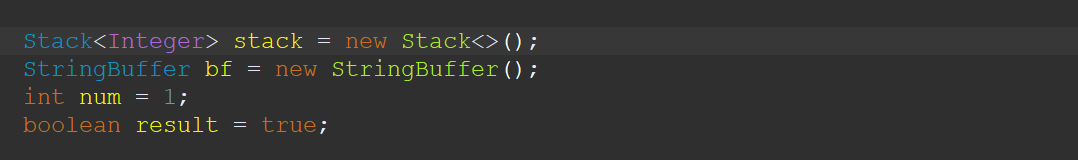 Stack<Integer> stack = new Stack<>();
StringBuffer bf = new StringBuffer();
int num = 1;
boolean result = true;